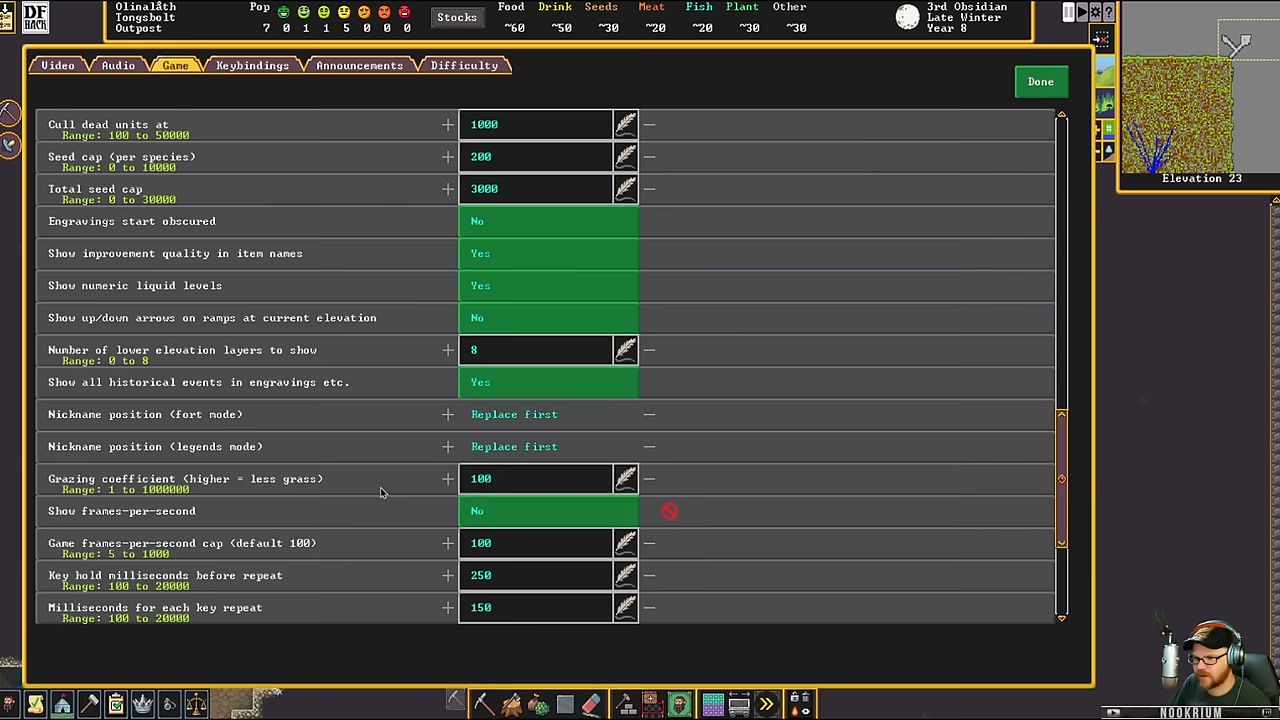 Olinalåth
Tongsbolt
Outpost
DF
HACK
Pop
7 0 1 1 5 0 0 0
Stocks
Food Drink Seeds Meat Fish Plant Other
~60 ~50 ~30 ~20 ~20 ~20 ~30
3rd Obsidian
Late Winter
Year 8
Elevation 23
Video Audio Game Keybindings Announcements Difficulty
Done
Cull dead units at 1000
Range: 100 to 50000
Seed cap (per species) 200
Range: 0 to 10000
Total seed cap 3000
Range: 0 to 30000
Engravings start obscured No
Show improvement quality in item names Yes
Show numeric liquid levels Yes
Show up/down arrows on ramps at current elevation No
Number of lower elevation layers to show 8
Range: 0 to 8
Show all historical events in engravings etc. Yes
Nickname position (fort mode) Replace first
Nickname position (legends mode) Replace first
Grazing coefficient (higher = less grass) 100
Range: 1 to 1000000
Show frames-per-second No
Game frames-per-second cap (default 100) 100
Range: 5 to 1000
Key hold milliseconds before repeat 250
Range: 100 to 20000
Milliseconds for each key repeat 150
Range: 100 to 20000
NOOKRIUM